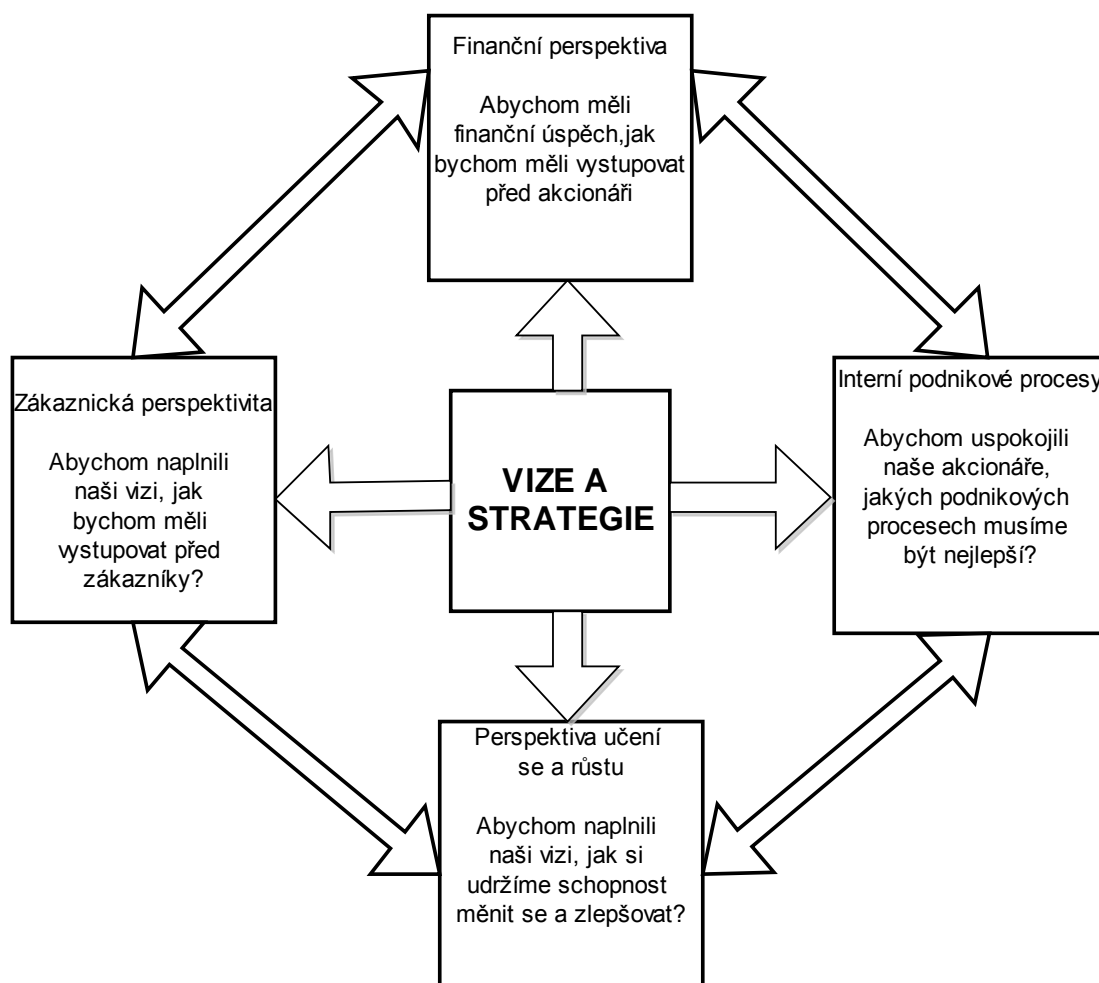 Finanční perspektiva
Abychom měli
finanční úspěch,jak
bychom měli vystupovat
před akcionáři
Zákaznická perspektivita
Abychom naplnili
naši vizi, jak
bychom měli
vystupovat před
zákazníky?
VIZE A
STRATEGIE
Interní podnikové procesy
Abychom uspokojili
naše akcionáře,
jakých podnikových
procesech musíme
být nejlepší?
Perspektiva učení
se a růstu
Abychom naplnili
naši vizi, jak si
udržíme schopnost
měnit se a zlepšovat?